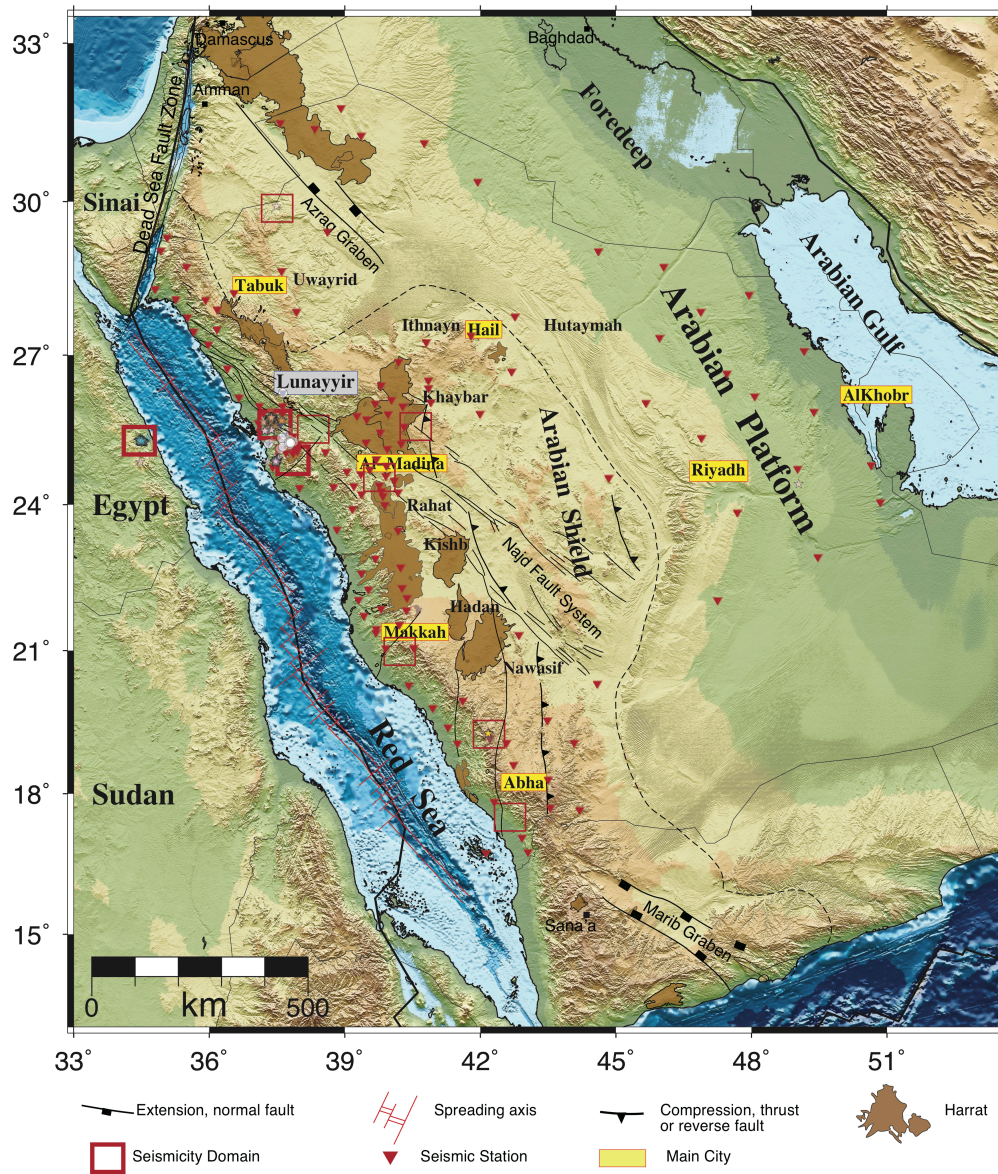 33°
30°
27°
24°
21°
18°
15°
Damascus
Baghdad
Amman
Foredeep
Dead Sea Fault Zone
Sinai
Azraq Graben
Arabian Gulf
Tabuk
Uwayrid
Arabian Platform
Ithnayn
Hail
Hutaymah
Lunayyir
Khaybar
AlKhobr
Al-Madina
Riyadh
Arabian Shield
Egypt
Rahat
Kishb
Najd Fault System
Hadan
Makkah
Nawasif
Red Sea
Sudan
Abha
Sana'a
Marib Graben
0 km 500
33° 36° 39° 42° 45° 48° 51°
Extension, normal fault
Spreading axis
Compression, thrust
or reverse fault
Harrat
Seismicity Domain
Seismic Station
Main City